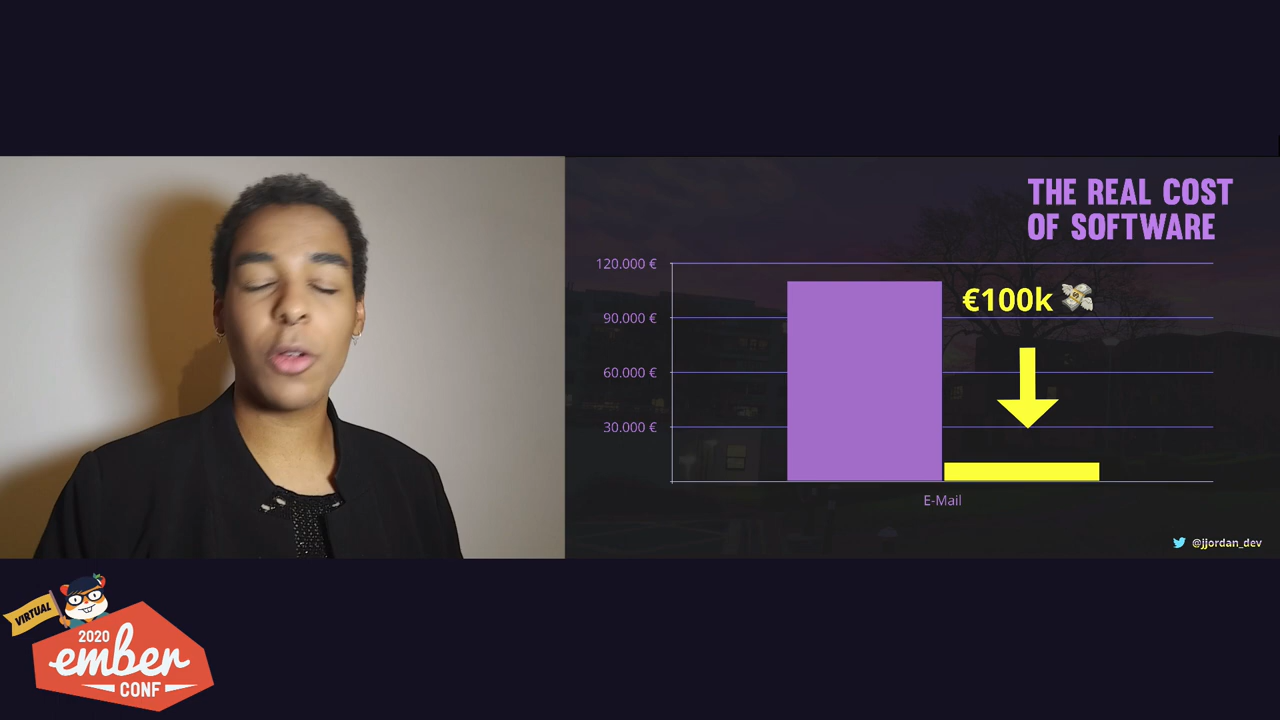 THE REAL COST
OF SOFTWARE
120.000 €
90.000 €
60.000 €
30.000 €
€100k
E-Mail
@jjordan_dev
VIRTUAL
2020
ember
CONF